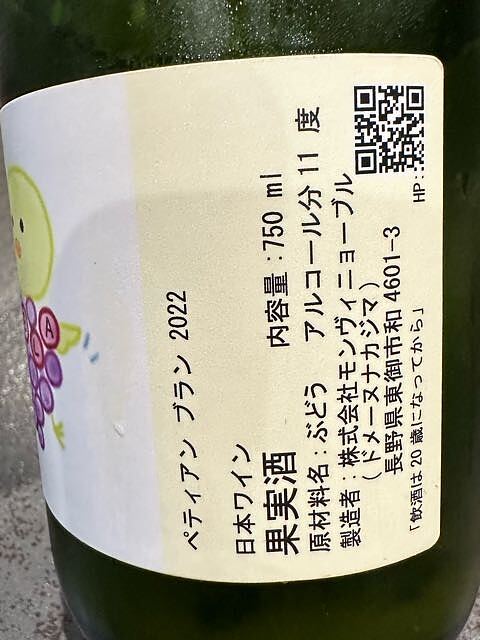 ペティアン ブラン 2022
日本ワイン
果実酒 内容量:750 ml
原材料名:ぶどう アルコール分 11 度
製造者:株式会社モンヴィニョーブル
(ドメーヌナカジマ)
長野県東御市和 4601-3
「飲酒は 20 歳になってから」 HP:
A
L